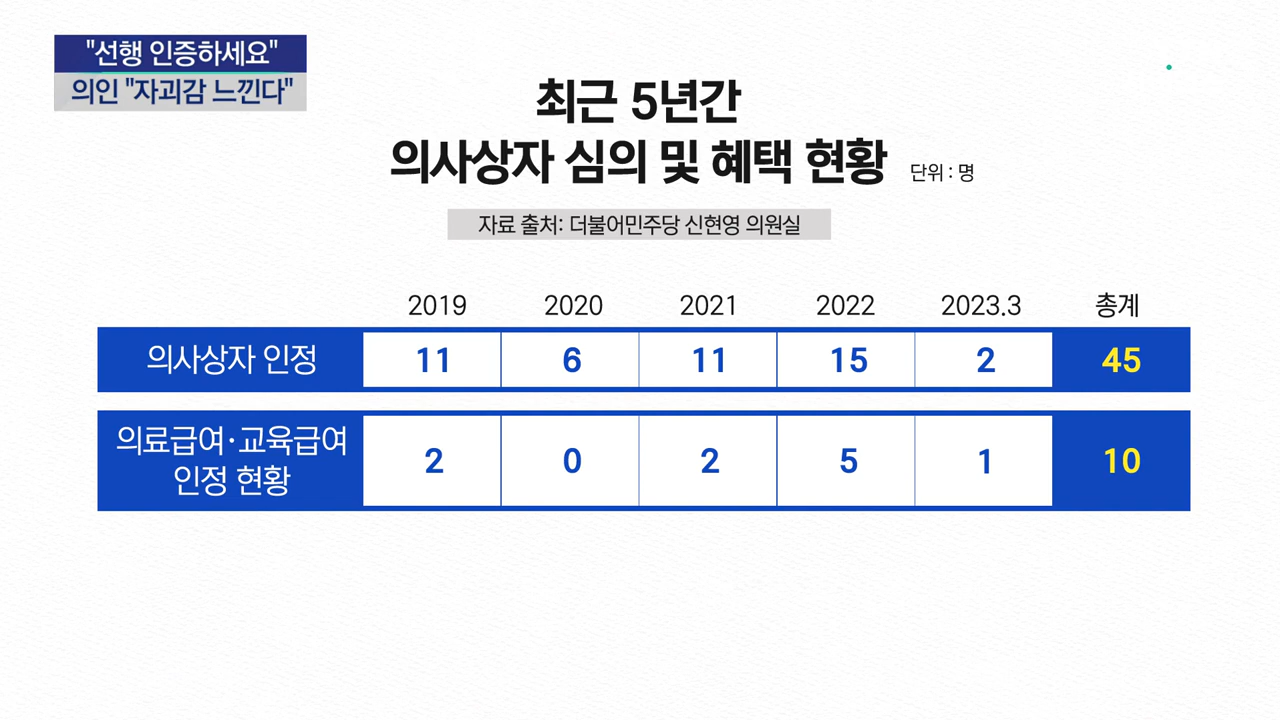 "선행 인증하세요"
의인 "자괴감 느낀다"
최근 5년간
의사상자 심의 및 혜택 현황 단위 : 명
자료 출처: 더불어민주당 신현영 의원실
2019 2020 2021 2022 2023.3 총계
의사상자 인정 11 6 11 15 2 45
의료급여·교육급여
인정 현황 2 0 2 5 1 10